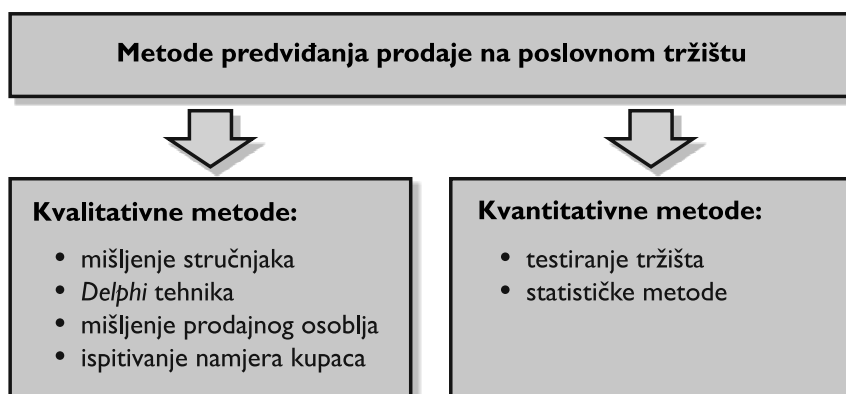 Metode predviđanja prodaje na poslovnom tržištu
Kvalitativne metode:
• mišljenje stručnjaka
• Delphi tehnika
• mišljenje prodajnog osoblja
• ispitivanje namjera kupaca
Kvantitativne metode:
• testiranje tržišta
• statističke metode